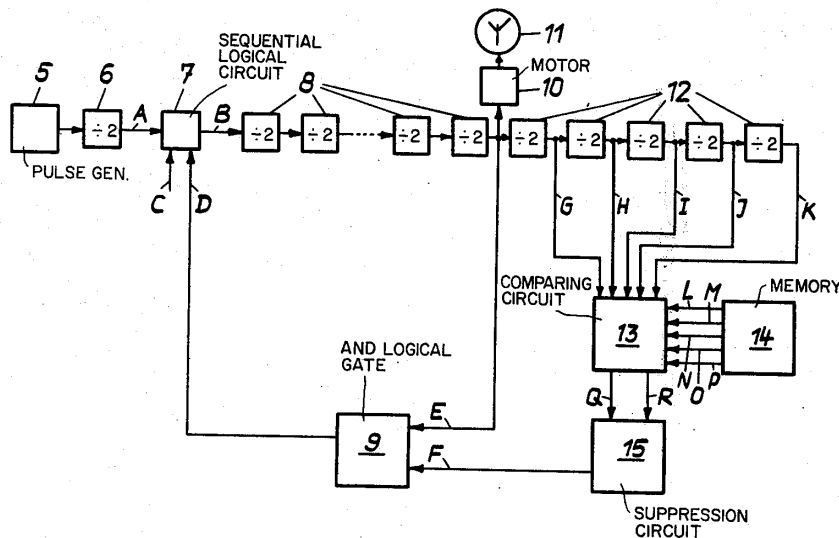 11
SEQUENTIAL
LOGICAL
CIRCUIT
MOTOR
10
5
6
7
8
12
÷2
A
B
÷2
÷2
÷2
÷2
÷2
÷2
÷2
÷2
÷2
PULSE GEN.
C
D
G
H
I
J
K
COMPARING
CIRCUIT
MEMORY
L
M
13
14
N
O
P
AND LOGICAL
GATE
Q
R
E
9
F
15
SUPPRESSION
CIRCUIT